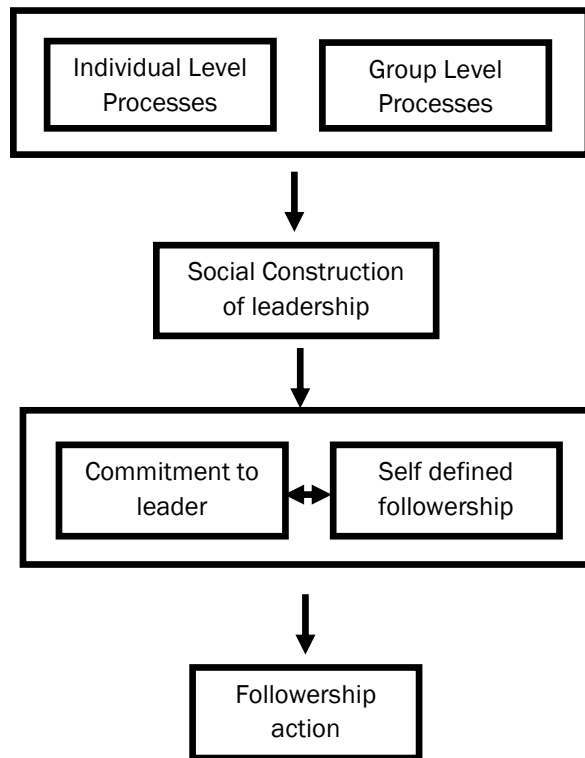 Individual Level
Processes
Group Level
Processes
Social Construction
of leadership
Commitment to
leader
Self defined
followership
Followership
action